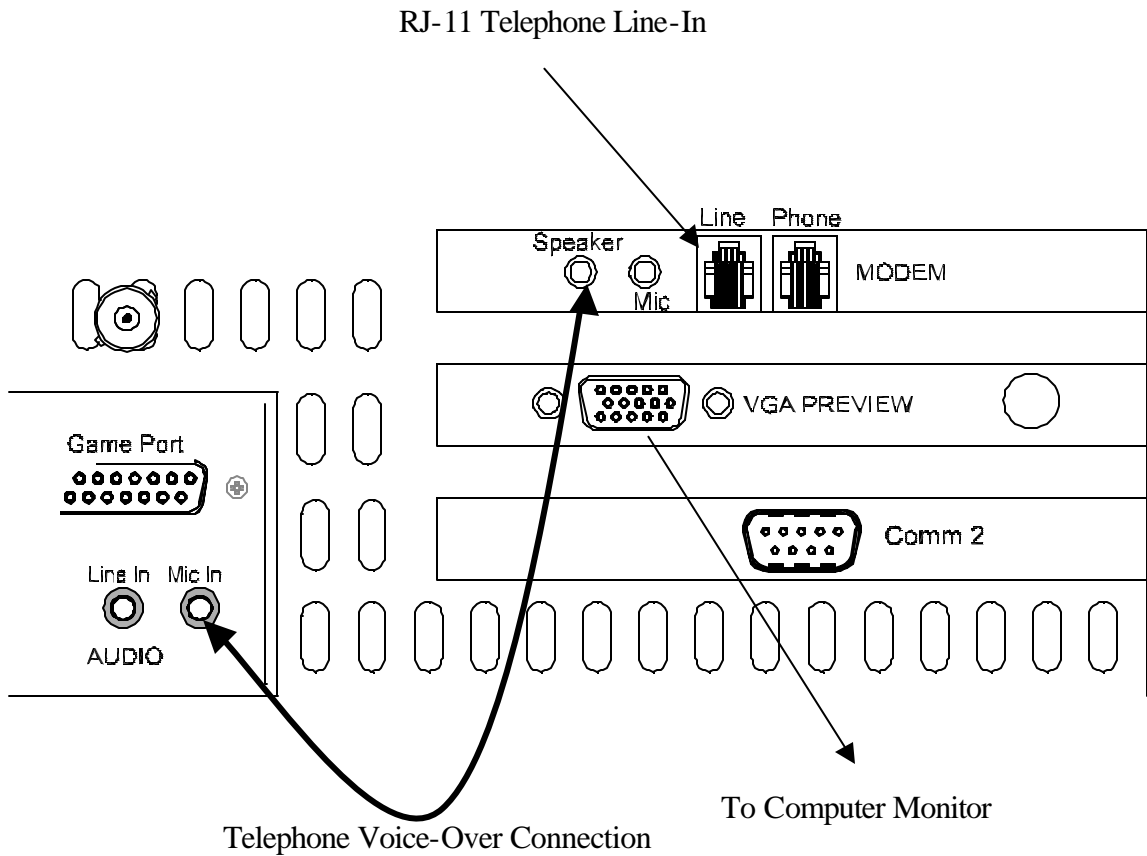 RJ-11 Telephone Line-In
Line Phone
Speaker
Mic
MODEM
VGA PREVIEW
Game Port
Comm 2
Line In Mic In
AUDIO
To Computer Monitor
Telephone Voice-Over Connection